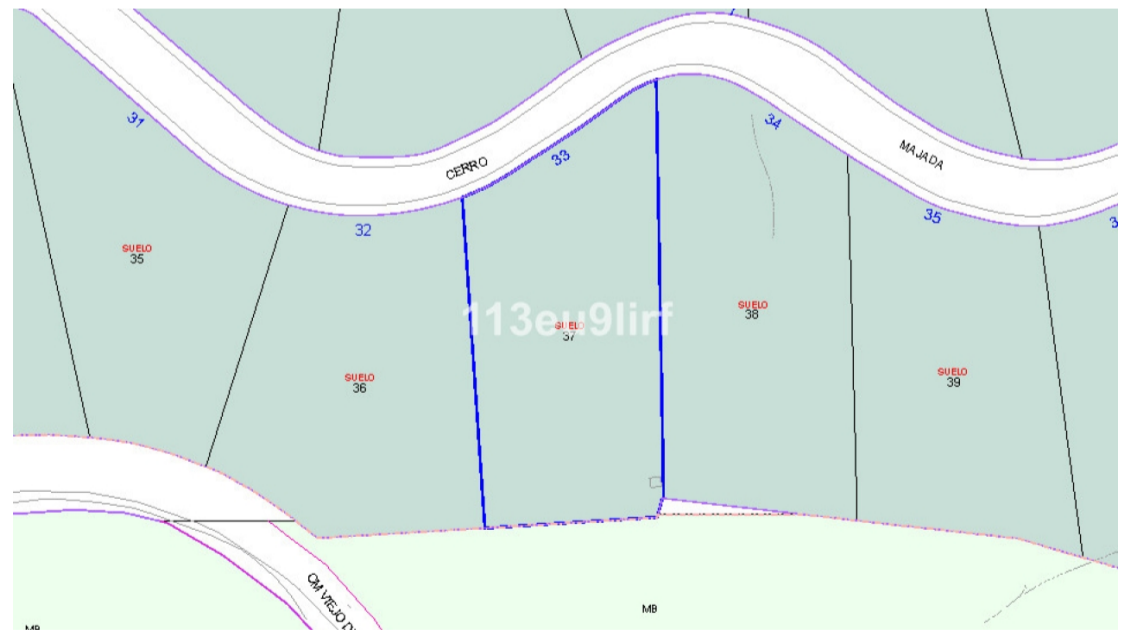 31
34
MAJADA
33
CERRO
35
32
SUELO
35
SUELO
38
113eu9lirf
SUELO
37
SUELO
36
SUELO
39
CM VIEJO D
MB
MB